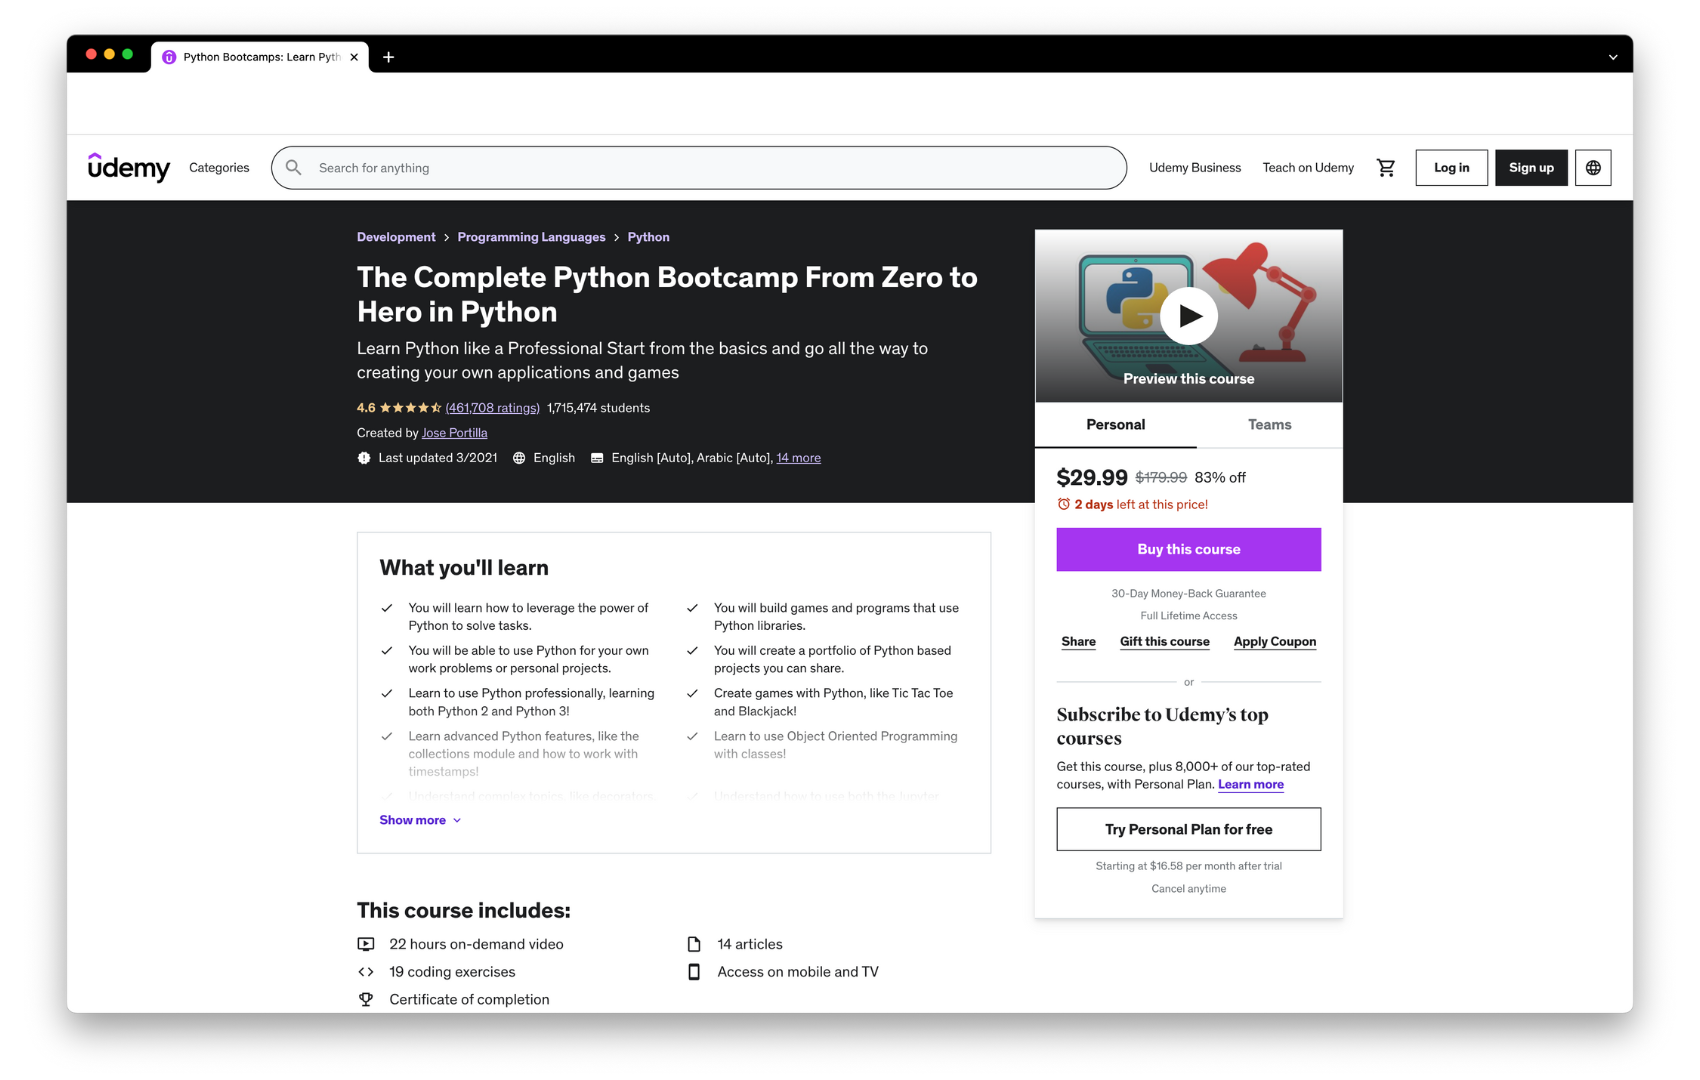 Python Bootcamps: Learn Pyth
udemy
Categories
Search for anything
Udemy Business
Teach on Udemy
Log in
Sign up
Development > Programming Languages > Python
The Complete Python Bootcamp From Zero to
Hero in Python
Learn Python like a Professional Start from the basics and go all the way to
creating your own applications and games
4.6 (461,708 ratings) 1,715,474 students
Created by Jose Portilla
Last updated 3/2021 English English [Auto], Arabic [Auto], 14 more
Preview this course
Personal
Teams
$29.99 $179.99 83% off
2 days left at this price!
Buy this course
30-Day Money-Back Guarantee
Full Lifetime Access
Share
Gift this course
Apply Coupon
or
Subscribe to Udemy's top
courses
Get this course, plus 8,000+ of our top-rated
courses, with Personal Plan. Learn more
Try Personal Plan for free
Starting at $16.58 per month after trial
Cancel anytime
What you'll learn
You will learn how to leverage the power of
Python to solve tasks.
You will be able to use Python for your own
work problems or personal projects.
Learn to use Python professionally, learning
both Python 2 and Python 3!
Learn advanced Python features, like the
collections module and how to work with
timestamps!
Understand complex topics, like decorators.
You will build games and programs that use
Python libraries.
You will create a portfolio of Python based
projects you can share.
Create games with Python, like Tic Tac Toe
and Blackjack!
Learn to use Object Oriented Programming
with classes!
Understand how to use both the Jupyter
Show more
This course includes:
22 hours on-demand video
19 coding exercises
Certificate of completion
14 articles
Access on mobile and TV